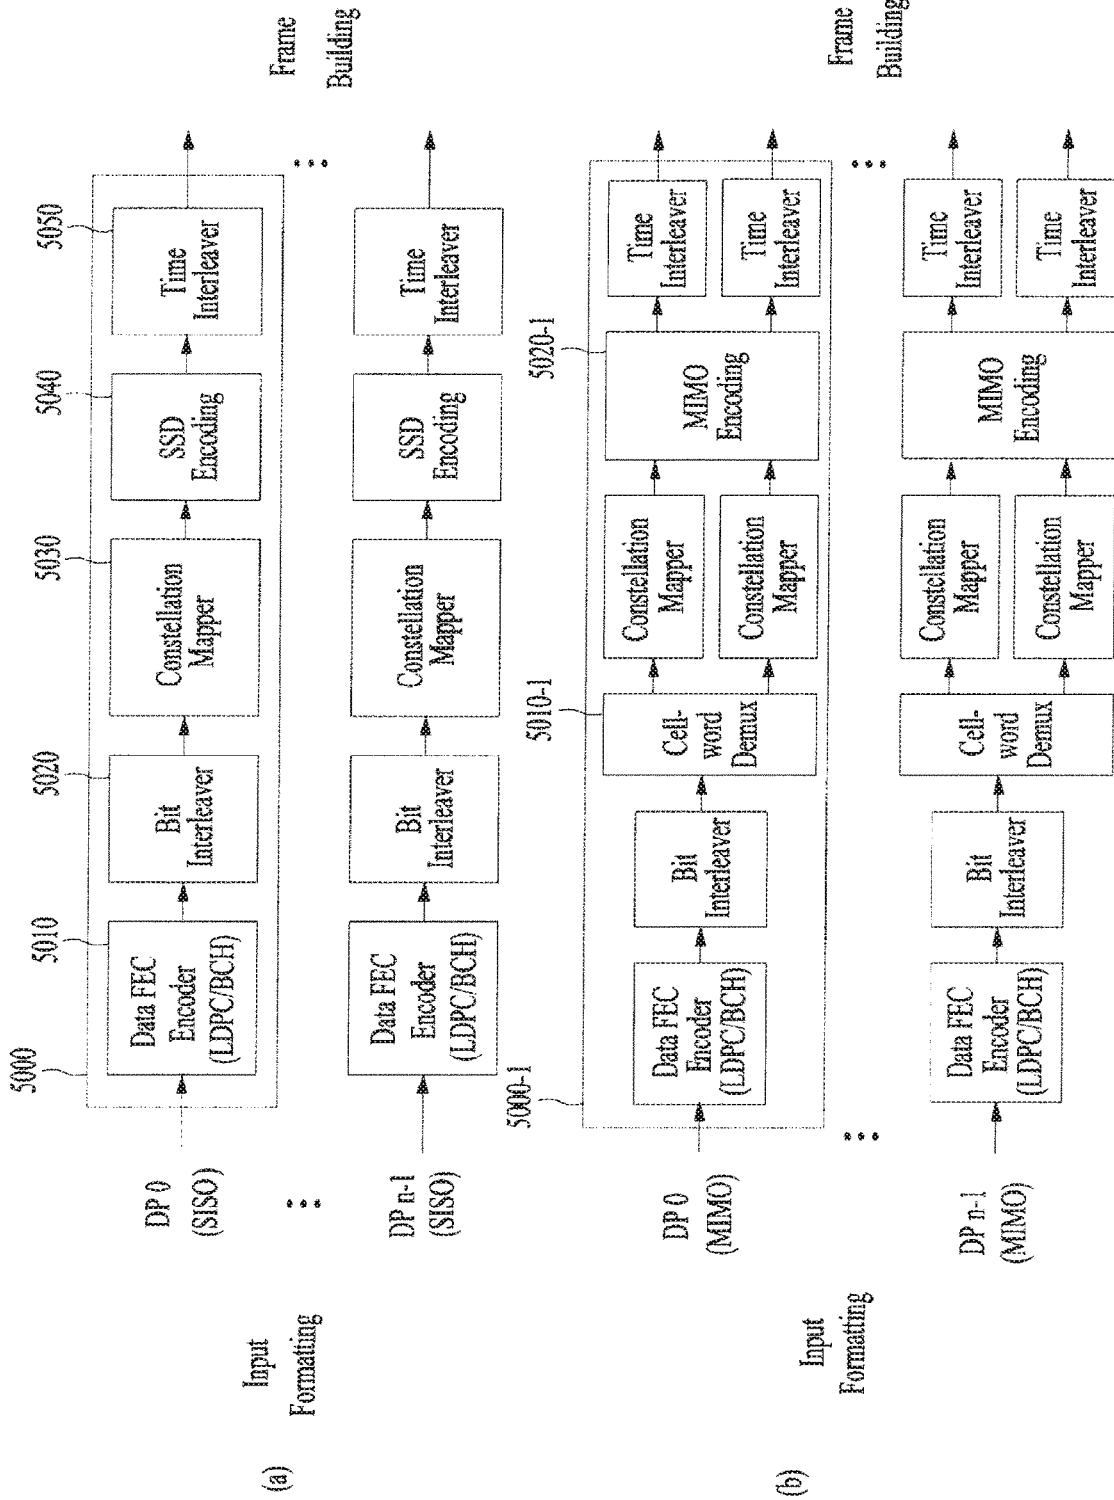 (a)
Input
Formatting
Frame
Building
5000
5010
5020
5030
5040
5050
DP 0
(SISO)
Data FEC
Encoder
(LDPC/BCH)
Bit
Interleaver
Constellation
Mapper
SSD
Encoding
Time
Interleaver
DP n-1
(SISO)
Data FEC
Encoder
(LDPC/BCH)
Bit
Interleaver
Constellation
Mapper
SSD
Encoding
Time
Interleaver
(b)
Input
Formatting
Frame
Building
5000-1
5010-1
5020-1
DP 0
(MIMO)
Data FEC
Encoder
(LDPC/BCH)
Bit
Interleaver
Cell-
word
Demux
Constellation
Mapper
Constellation
Mapper
MIMO
Encoding
Time
Interleaver
Time
Interleaver
DP n-1
(MIMO)
Data FEC
Encoder
(LDPC/BCH)
Bit
Interleaver
Cell-
word
Demux
Constellation
Mapper
Constellation
Mapper
MIMO
Encoding
Time
Interleaver
Time
Interleaver